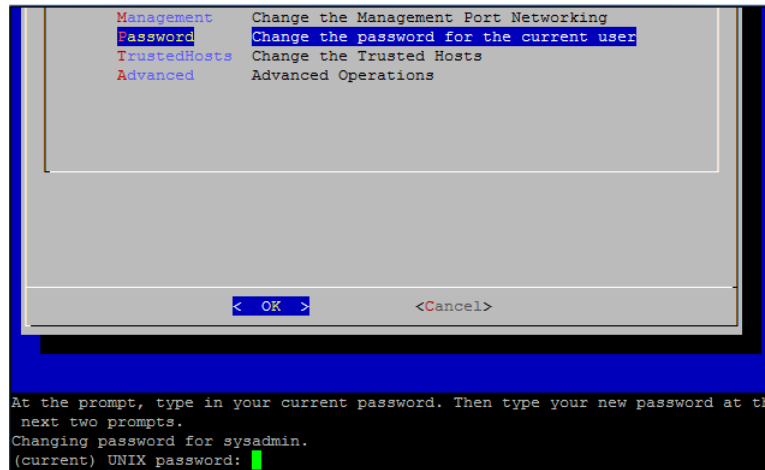 Management Change the Management Port Networking
Password Change the password for the current user
TrustedHosts Change the Trusted Hosts
Advanced Advanced Operations
< OK > <Cancel>
At the prompt, type in your current password. Then type your new password at th
next two prompts.
Changing password for sysadmin.
(current) UNIX password: